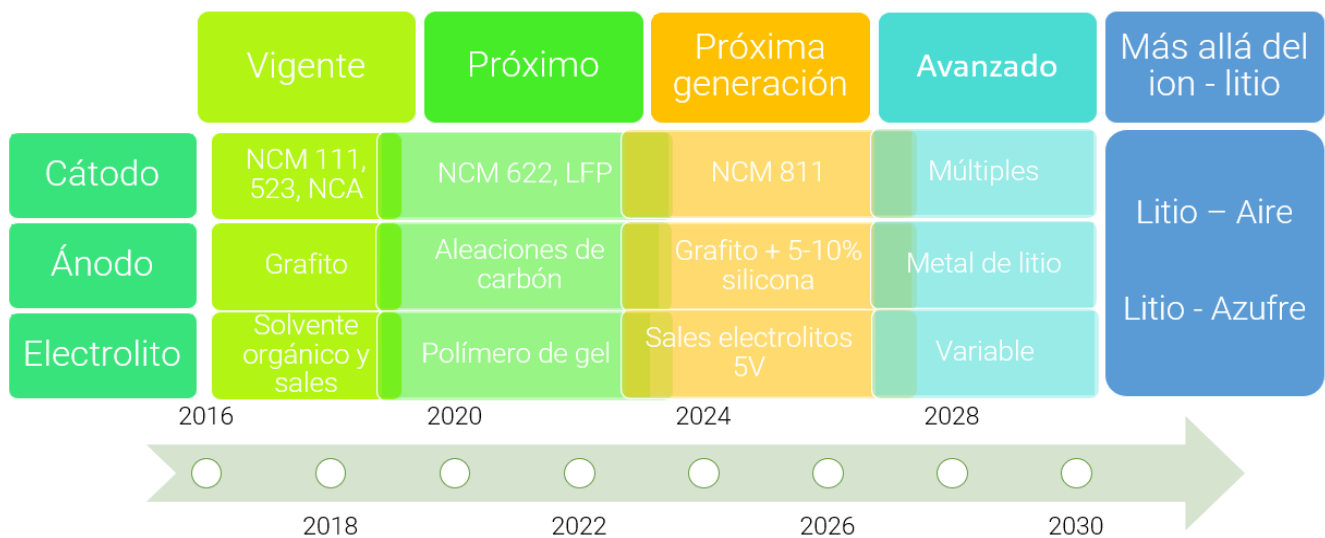 Vigente
Próximo
Próxima
generación
Avanzado
Más allá del
ion - litio
Cátodo
NCM 111,
523, NCA
NCM 622, LFP
NCM 811
Múltiples
Ánodo
Grafito
Aleaciones de
carbón
Grafito + 5-10%
silicona
Metal de litio
Electrolito
Solvente
orgánico y
sales
Polímero de gel
Sales electrolitos
5V
Variable
Litio – Aire
Litio - Azufre
2016
2020
2024
2028
2018
2022
2026
2030